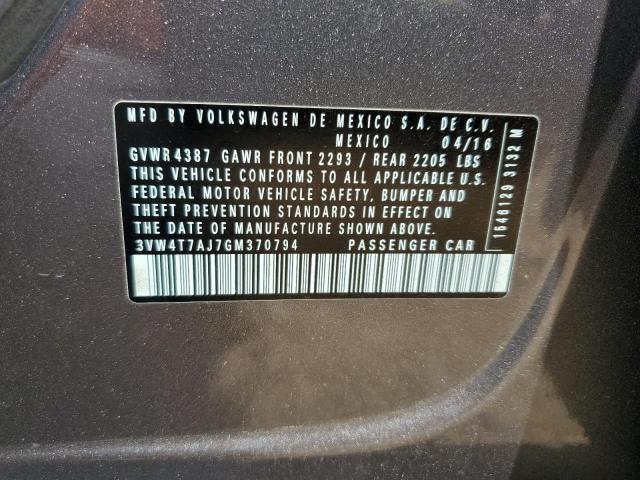 MFD BY VOLKSWAGEN DE MEXICO S.A. DE C.V.
MEXICO 04/16
GVWR 4387 GAWR FRONT 2293 / REAR 2205 LBS
THIS VEHICLE CONFORMS TO ALL APPLICABLE U.S.
FEDERAL MOTOR VEHICLE SAFETY, BUMPER AND
THEFT PREVENTION STANDARDS IN EFFECT ON
THE DATE OF MANUFACTURE SHOWN ABOVE.
3VW4T7AJ7GM370794 PASSENGER CAR
1646129 3132 M